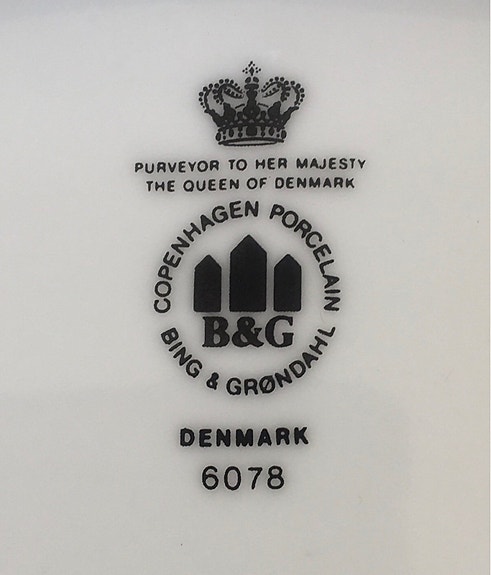 PURVEYOR TO HER MAJESTY
THE QUEEN OF DENMARK
COPENHAGEN PORCELAIN
B&G
BING & GRØNDAHL
DENMARK
6078